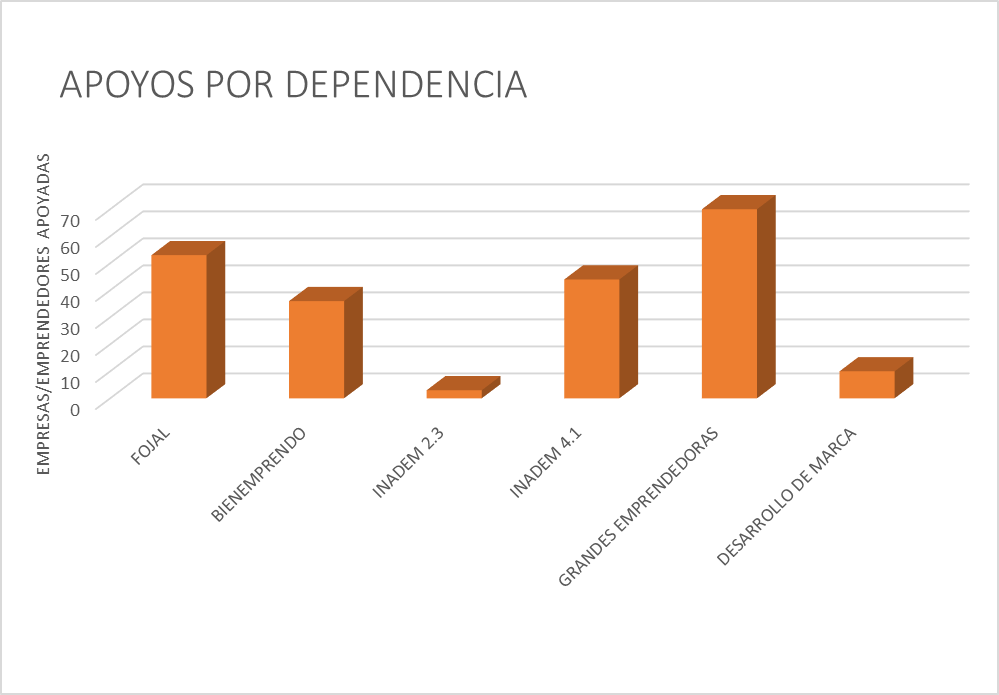 APOYOS POR DEPENDENCIA
EMPRESAS/EMPRENDEDORES APOYADAS
70
60
50
40
30
20
10
0
FOJAL
BIENEMPRENDO
INADEM 2.3
INADEM 4.1
GRANDES EMPRENDEDORAS
DESARROLLO DE MARCA